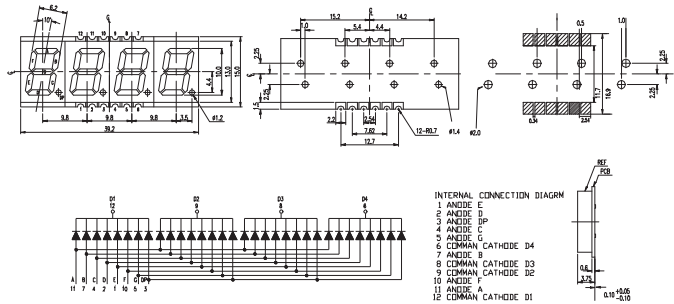 6.2
10°
12 11 10 9 8 7
1 2 3 4 5 6
F
B
E
C
DP
4.4
10.0
13.0
15.0
9.8
9.8
9.8
3.5
ø1.2
39.2
15.2
14.2
1.0
5.4
4.4
2.25
2.25
1.5
2.2
2.54
7.62
12.7
12-R0.7
ø1.4
0.5
1.0
2.25
2.25
ø2.0
0.34
2.54
11.7
16.9
D1
12
D2
9
D3
8
D4
6
A B C D E F G DP
11 7 4 2 1 10 5 3
INTERNAL CONNECTION DIAGRM
1 ANODE E
2 ANODE D
3 ANODE DP
4 ANODE C
5 ANODE G
6 COMMAN CATHODE D4
7 ANODE B
8 COMMAN CATHODE D3
9 COMMAN CATHODE D2
10 ANODE F
11 ANODE A
12 COMMAN CATHODE D1
REF
PCB
0.6
3.75
0.10 +0.05
-0.10